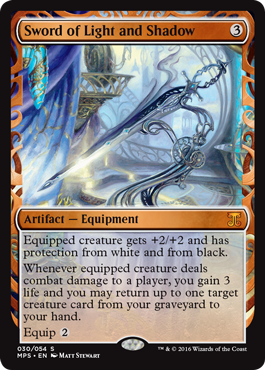 Sword of Light and Shadow 3
Artifact — Equipment
Equipped creature gets +2/+2 and has
protection from white and from black.
Whenever equipped creature deals
combat damage to a player, you gain 3
life and you may return up to one target
creature card from your graveyard to
your hand.
Equip 2
030/054 S
MPS • EN Matt Stewart ™ & © 2016 Wizards of the Coast